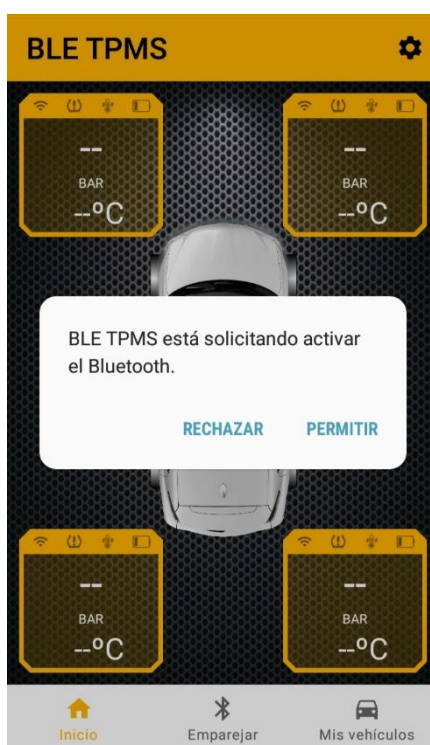 BLE TPMS
--
BAR
--ºC
--
BAR
--ºC
BLE TPMS está solicitando activar
el Bluetooth.
RECHAZAR PERMITIR
--
BAR
--ºC
--
BAR
--ºC
Inicio Emparejar Mis vehículos